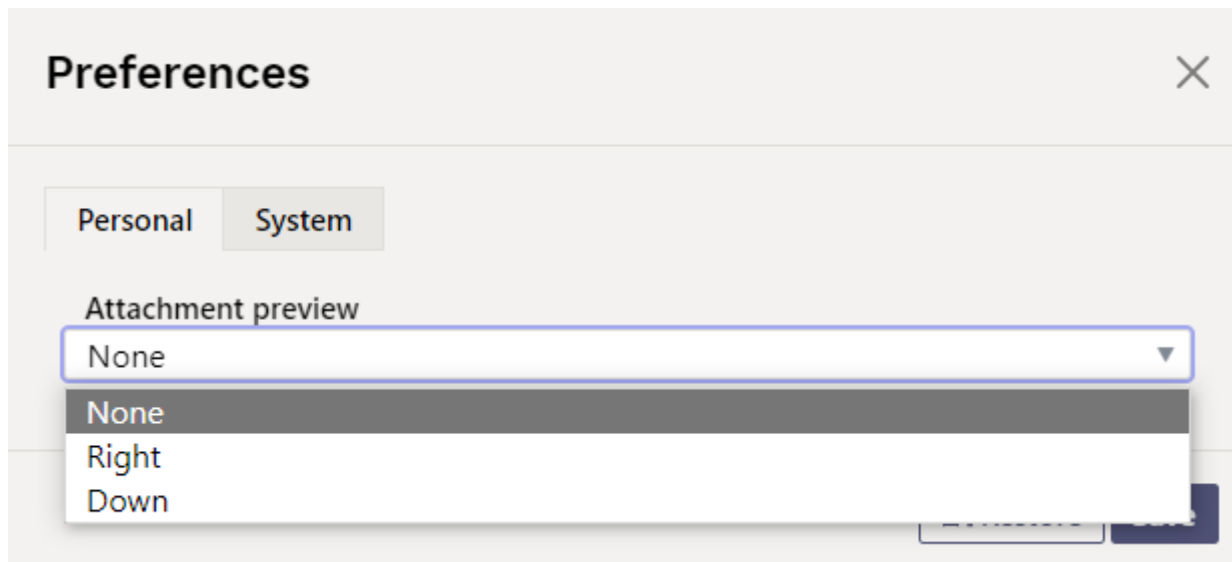 Preferences
Personal System
Attachment preview
None
None
Right
Down